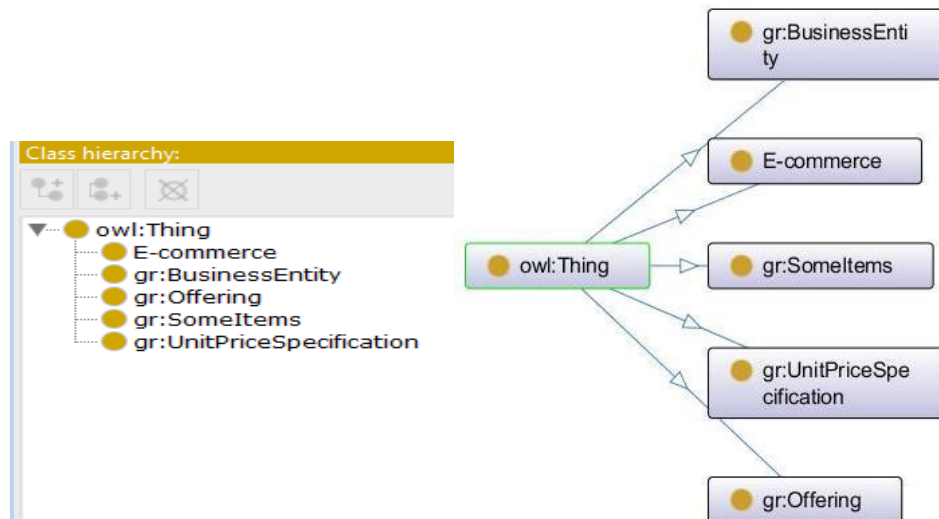 Class hierarchy:
owl:Thing
E-commerce
gr:BusinessEntity
gr:Offering
gr:SomeItems
gr:UnitPriceSpecification
gr:BusinessEnti
ty
E-commerce
owl:Thing
gr:SomeItems
gr:UnitPriceSpe
cification
gr:Offering